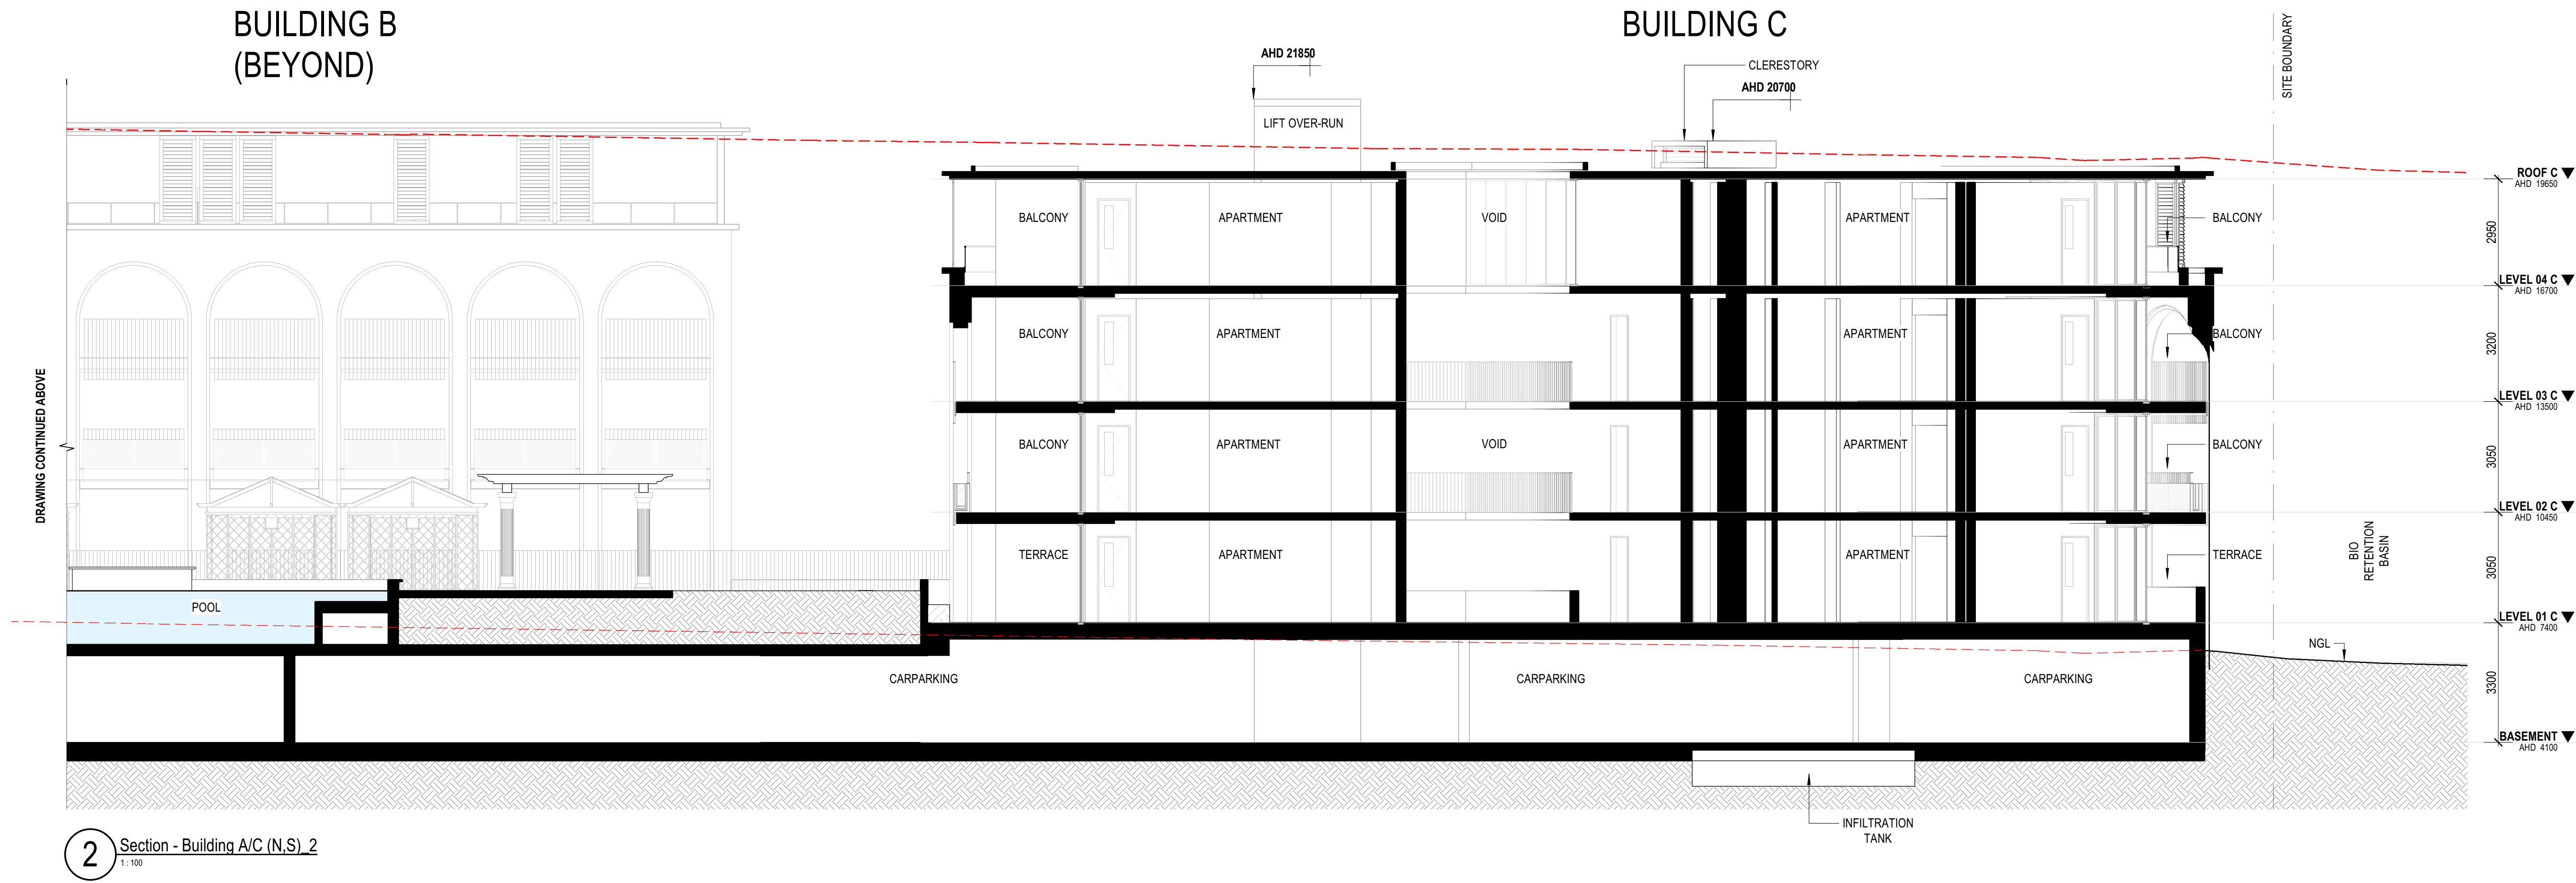 BUILDING B
(BEYOND)
BUILDING C
SITE BOUNDARY
AHD 21850
CLERESTORY
AHD 20700
LIFT OVER-RUN
ROOF C
AHD 19650
BALCONY
APARTMENT
VOID
APARTMENT
BALCONY
2950
LEVEL 04 C
AHD 16700
BALCONY
APARTMENT
APARTMENT
BALCONY
3200
DRAWING CONTINUED ABOVE
LEVEL 03 C
AHD 13500
BALCONY
APARTMENT
VOID
APARTMENT
BALCONY
3050
LEVEL 02 C
AHD 10450
TERRACE
APARTMENT
APARTMENT
TERRACE
BIO
RETENTION
BASIN
3050
POOL
LEVEL 01 C
AHD 7400
NGL
CARPARKING
CARPARKING
CARPARKING
3300
BASEMENT
AHD 4100
INFILTRATION
TANK
2
Section - Building A/C (N,S)_2
1 : 100